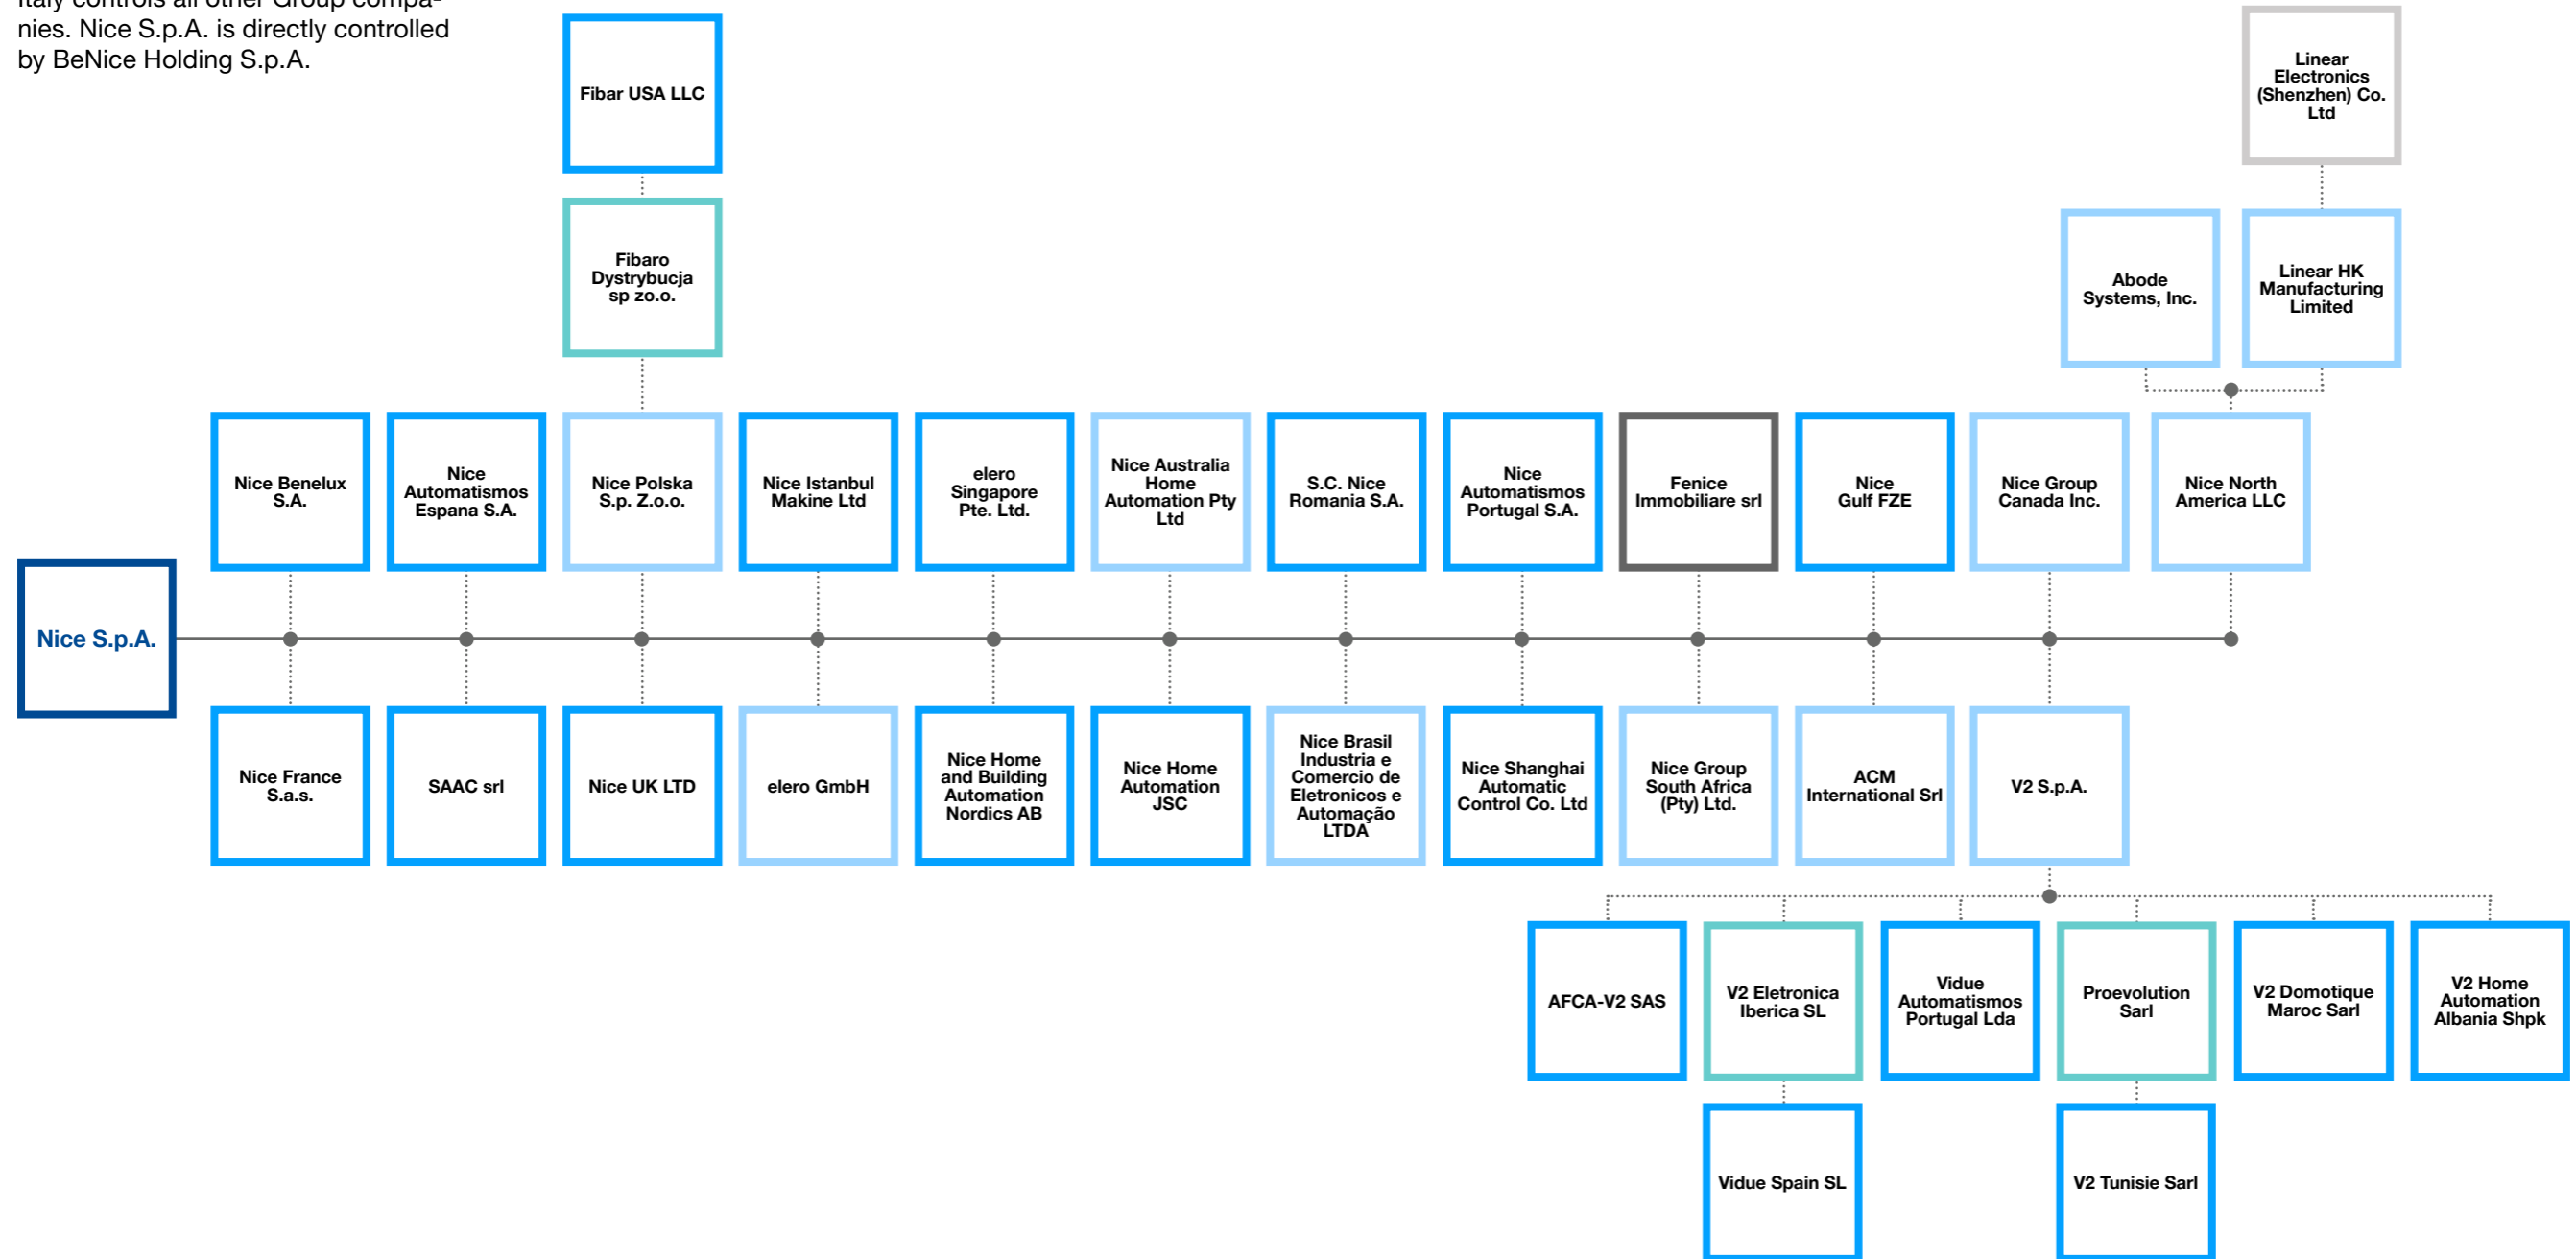 Italy controls all other Group compa-
nies. Nice S.p.A. is directly controlled
by BeNice Holding S.p.A.
Fibar USA LLC
Linear
Electronics
(Shenzhen) Co.
Ltd
Fibaro
Dystrybucja
sp zo.o.
Abode
Systems, Inc.
Linear HK
Manufacturing
Limited
Nice Benelux
S.A.
Nice
Automatismos
Espana S.A.
Nice Polska
S.p. Z.o.o.
Nice Istanbul
Makine Ltd
elero
Singapore
Pte. Ltd.
Nice Australia
Home
Automation Pty
Ltd
S.C. Nice
Romania S.A.
Nice
Automatismos
Portugal S.A.
Fenice
Immobiliare srl
Nice
Gulf FZE
Nice Group
Canada Inc.
Nice North
America LLC
Nice S.p.A.
Nice France
S.a.s.
SAAC srl
Nice UK LTD
elero GmbH
Nice Home
and Building
Automation
Nordics AB
Nice Home
Automation
JSC
Nice Brasil
Industria e
Comercio de
Eletronicos e
Automação
LTDA
Nice Shanghai
Automatic
Control Co. Ltd
Nice Group
South Africa
(Pty) Ltd.
ACM
International Srl
V2 S.p.A.
AFCA-V2 SAS
V2 Eletronica
Iberica SL
Vidue
Automatismos
Portugal Lda
Proevolution
Sarl
V2 Domotique
Maroc Sarl
V2 Home
Automation
Albania Shpk
Vidue Spain SL
V2 Tunisie Sarl